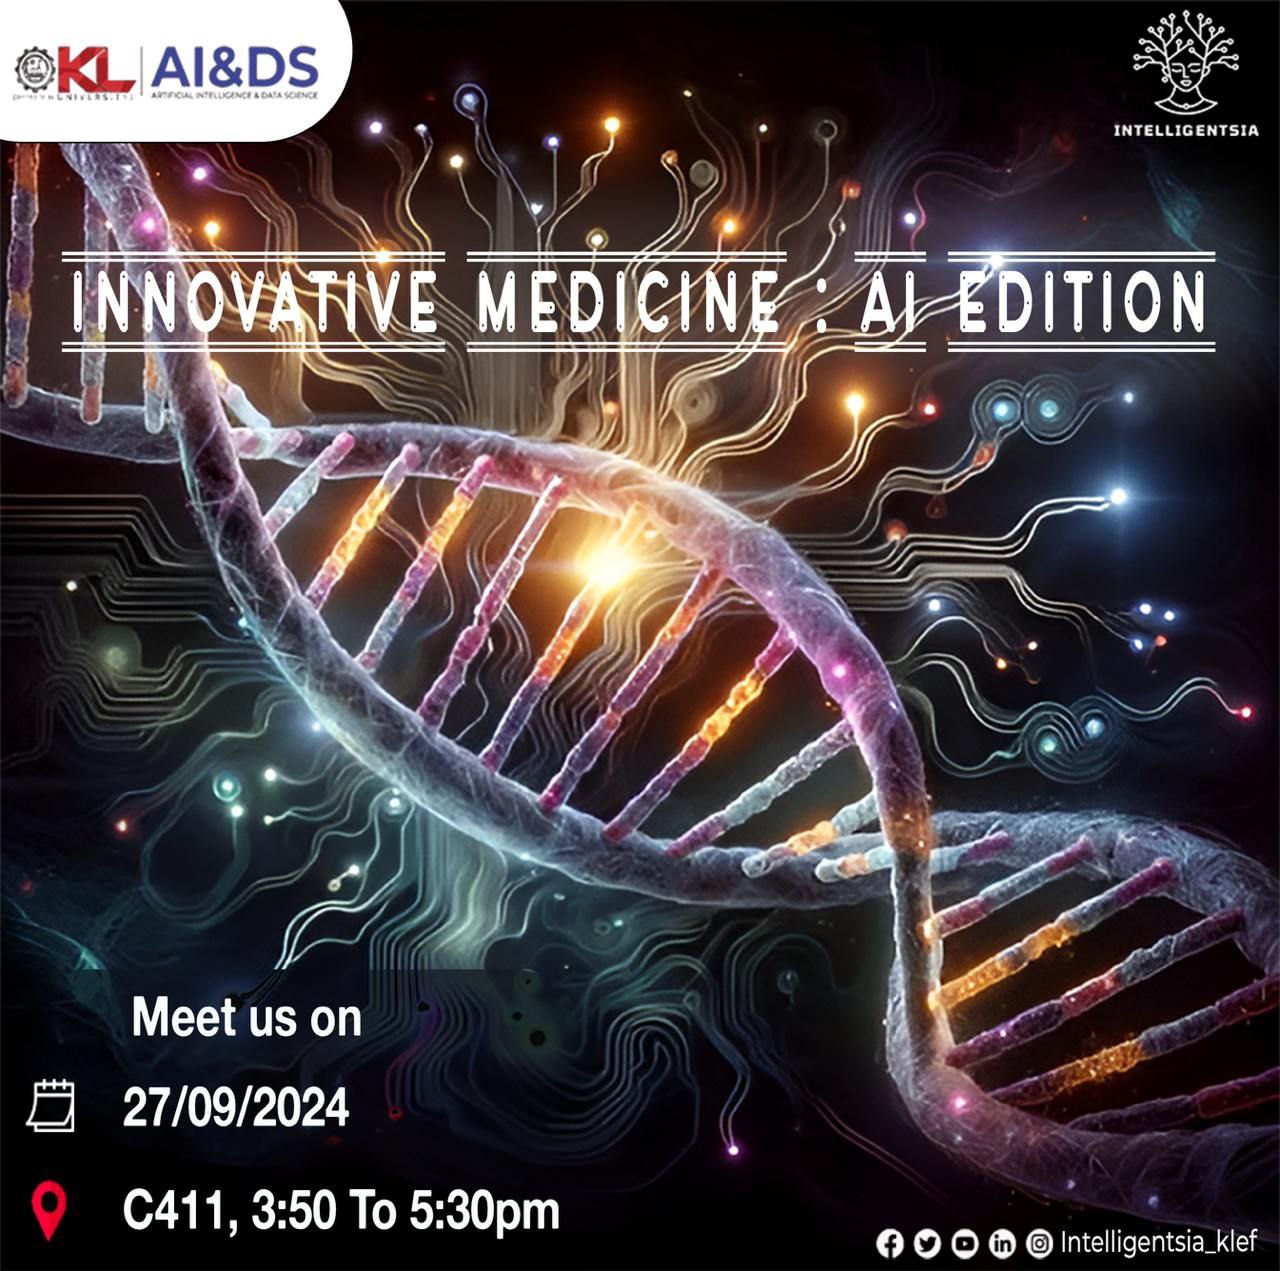 KL AI&DS
ARTIFICIAL INTELLIGENCE & DATA SCIENCE
INTELLIGENTSIA
INNOVATIVE MEDICINE : AI EDITION
Meet us on
27/09/2024
C411, 3:50 To 5:30pm
Intelligentsia_klef